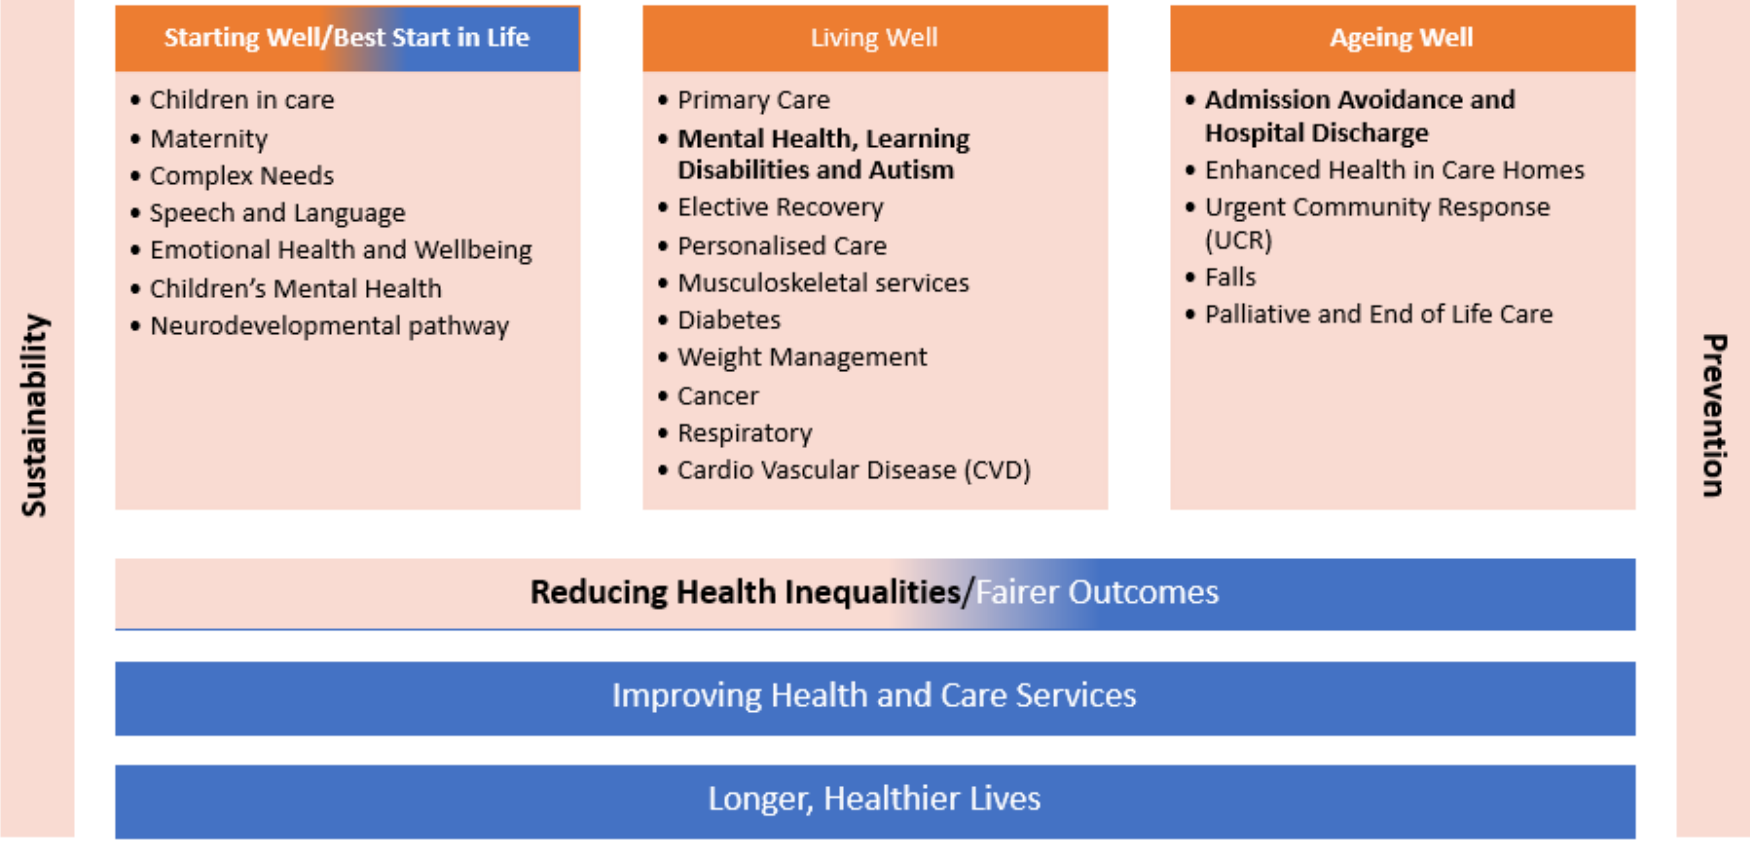 Sustainability
Starting Well/Best Start in Life
• Children in care
• Maternity
• Complex Needs
• Speech and Language
• Emotional Health and Wellbeing
• Children’s Mental Health
• Neurodevelopmental pathway
Living Well
• Primary Care
• Mental Health, Learning
Disabilities and Autism
• Elective Recovery
• Personalised Care
• Musculoskeletal services
• Diabetes
• Weight Management
• Cancer
• Respiratory
• Cardio Vascular Disease (CVD)
Ageing Well
• Admission Avoidance and
Hospital Discharge
• Enhanced Health in Care Homes
• Urgent Community Response
(UCR)
• Falls
• Palliative and End of Life Care
Prevention
Reducing Health Inequalities/Fairer Outcomes
Improving Health and Care Services
Longer, Healthier Lives